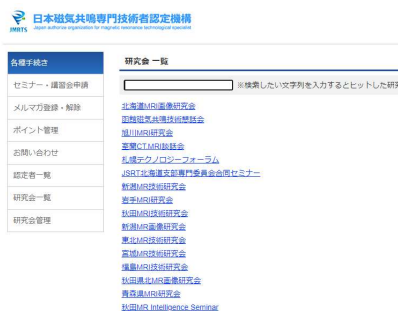 日本磁気共鳴専門技術者認定機構
JMRTS
Japan authorize organization for magnetic resonance technological specialist
各種手続き
セミナー・講習会申請
メルマガ登録・解除
ポイント管理
お問い合わせ
認定者一覧
研究会一覧
研究会管理
研究会 一覧
※検索したい文字列を入力するとヒットした研究
北海道MRI画像研究会
函館磁気共鳴技術懇話会
旭川MRI研究会
室蘭CT,MRI談話会
札幌テクノロジーフォーラム
JSRT北海道支部専門委員会合同セミナー
新潟MR技術研究会
岩手MRI研究会
秋田MRI技術研究会
新潟MR画像研究会
東北MR技術研究会
宮城MR技術研究会
福島MRI技術研究会
秋田県北MR画像研究会
青森県MRI研究会
秋田MR Intelligence Seminar